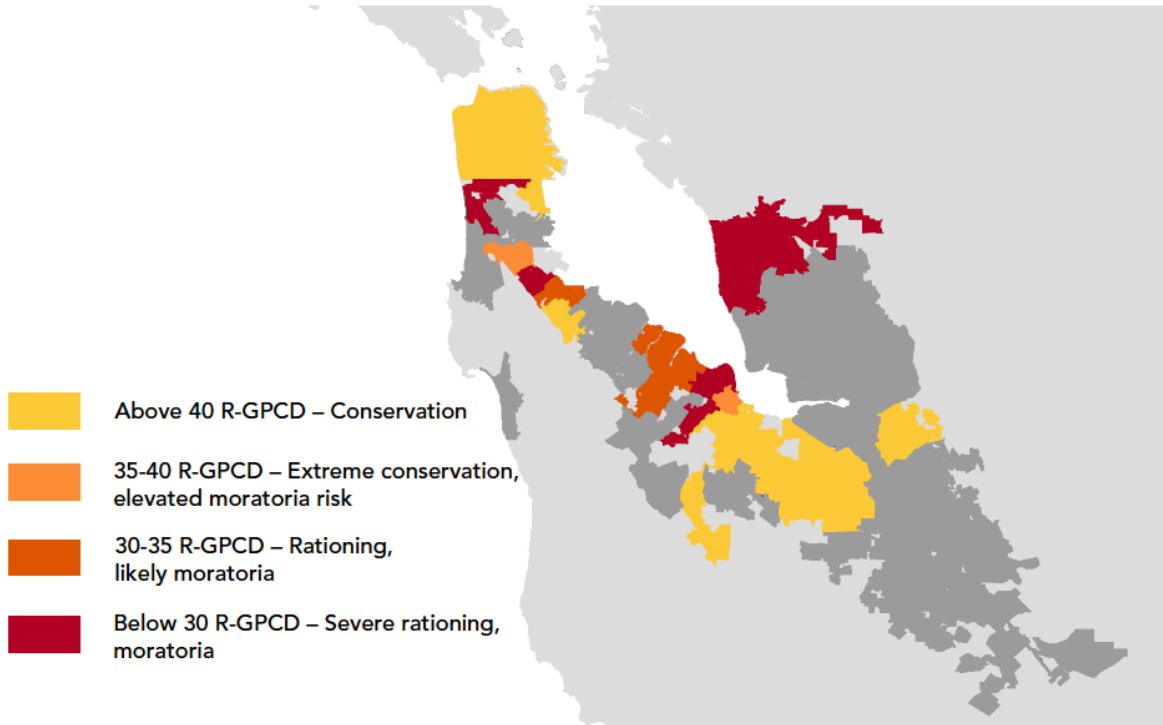 Above 40 R-GPCD – Conservation
35-40 R-GPCD – Extreme conservation,
elevated moratoria risk
30-35 R-GPCD – Rationing,
likely moratoria
Below 30 R-GPCD – Severe rationing,
moratoria